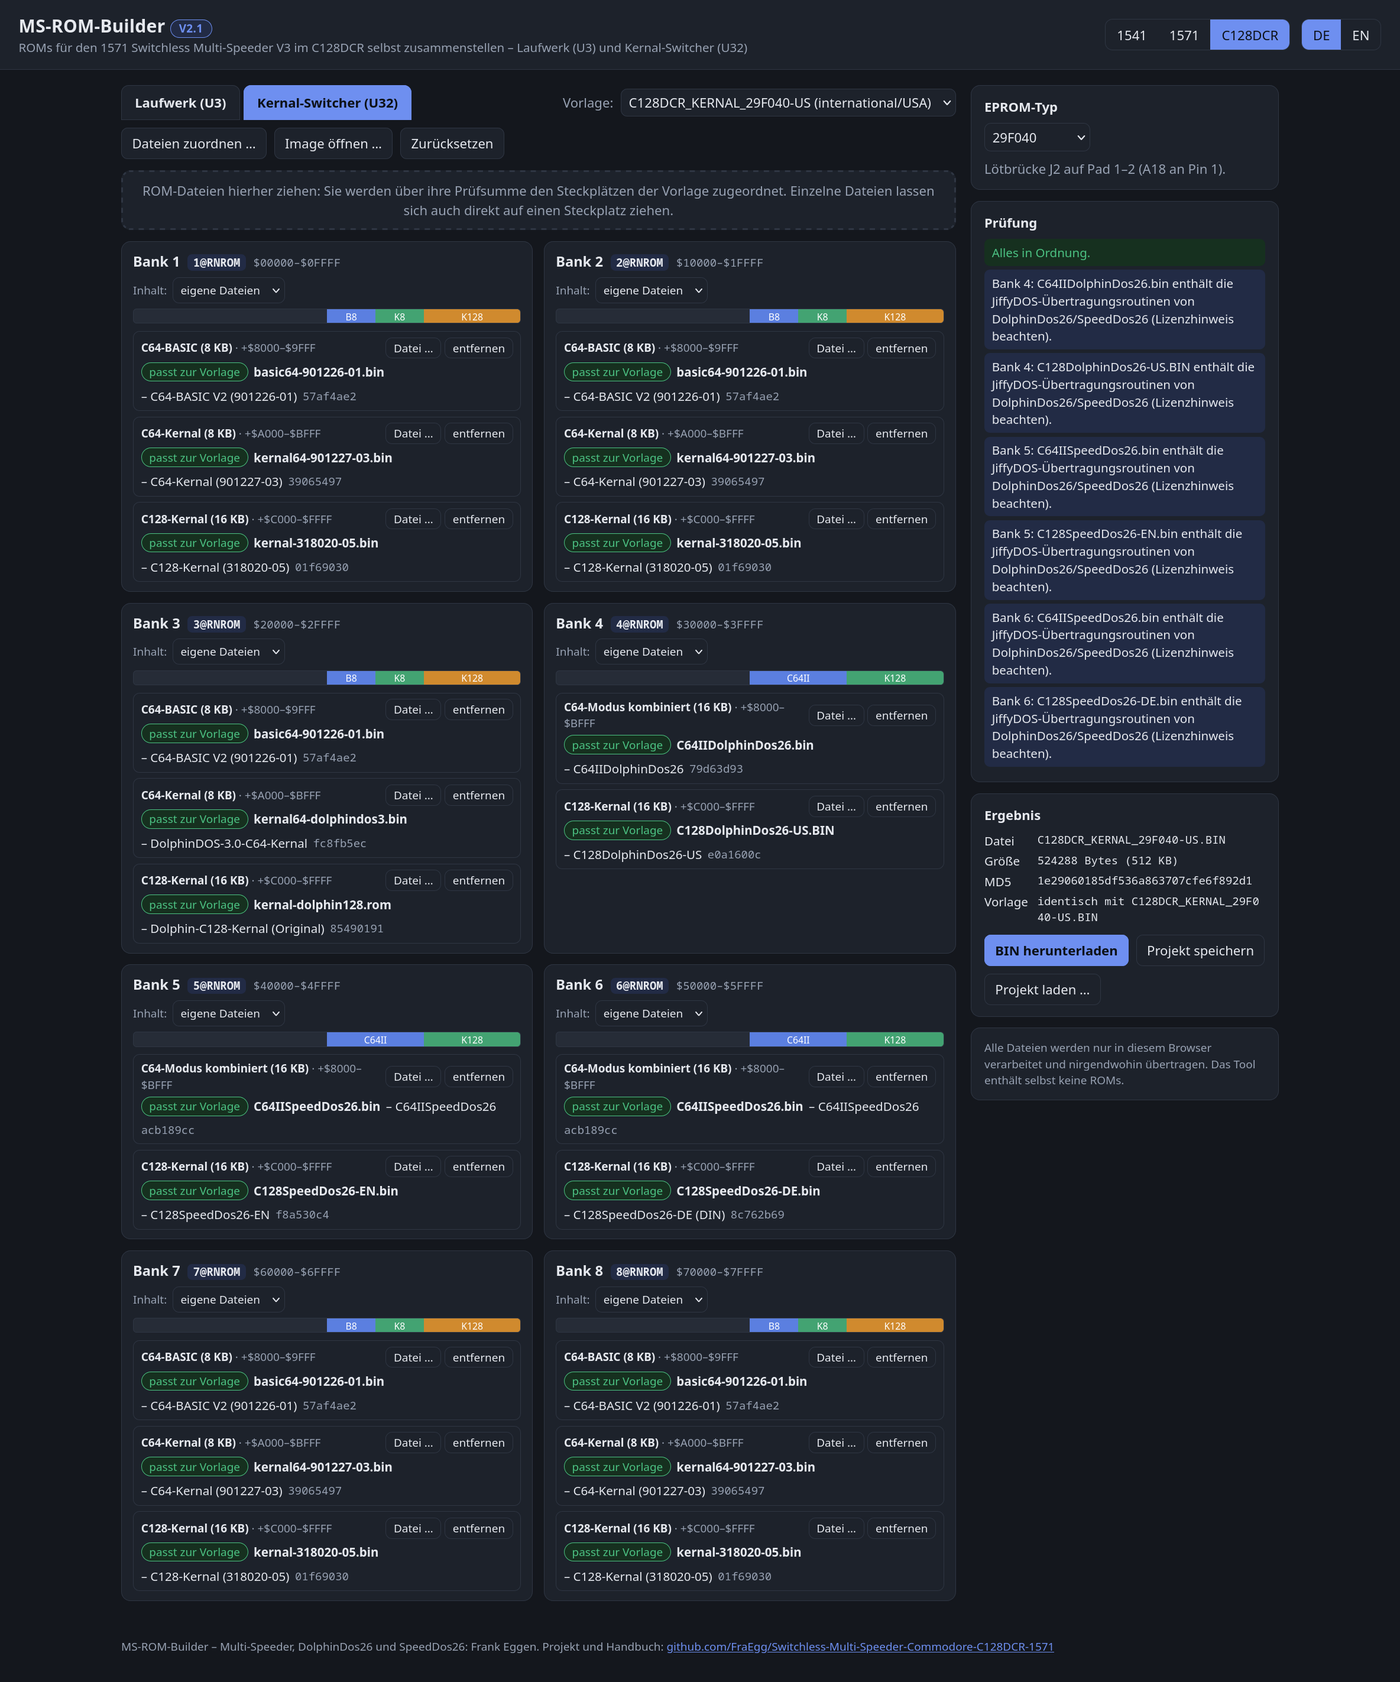 MS-ROM-Builder V2.1
ROMs für den 1571 Switchless Multi-Speeder V3 im C128DCR selbst zusammenstellen – Laufwerk (U3) und Kernal-Switcher (U32)
1541 1571 C128DCR DE EN
Laufwerk (U3) Kernal-Switcher (U32) Vorlage: C128DCR_KERNAL_29F040-US (international/USA)
Dateien zuordnen ... Image öffnen ... Zurücksetzen
ROM-Dateien hierher ziehen: Sie werden über ihre Prüfsumme den Steckplätzen der Vorlage zugeordnet. Einzelne Dateien lassen
sich auch direkt auf einen Steckplatz ziehen.
Bank 1 1@RNROM $00000–$0FFFF
Inhalt: eigene Dateien
B8 K8 K128
C64-BASIC (8 KB) · +$8000–$9FFF Datei ... entfernen
passt zur Vorlage basic64-901226-01.bin
– C64-BASIC V2 (901226-01) 57af4ae2
C64-Kernal (8 KB) · +$A000–$BFFF Datei ... entfernen
passt zur Vorlage kernal64-901227-03.bin
– C64-Kernal (901227-03) 39065497
C128-Kernal (16 KB) · +$C000–$FFFF Datei ... entfernen
passt zur Vorlage kernal-318020-05.bin
– C128-Kernal (318020-05) 01f69030
Bank 2 2@RNROM $10000–$1FFFF
Inhalt: eigene Dateien
B8 K8 K128
C64-BASIC (8 KB) · +$8000–$9FFF Datei ... entfernen
passt zur Vorlage basic64-901226-01.bin
– C64-BASIC V2 (901226-01) 57af4ae2
C64-Kernal (8 KB) · +$A000–$BFFF Datei ... entfernen
passt zur Vorlage kernal64-901227-03.bin
– C64-Kernal (901227-03) 39065497
C128-Kernal (16 KB) · +$C000–$FFFF Datei ... entfernen
passt zur Vorlage kernal-318020-05.bin
– C128-Kernal (318020-05) 01f69030
Bank 3 3@RNROM $20000–$2FFFF
Inhalt: eigene Dateien
B8 K8 K128
C64-BASIC (8 KB) · +$8000–$9FFF Datei ... entfernen
passt zur Vorlage basic64-901226-01.bin
– C64-BASIC V2 (901226-01) 57af4ae2
C64-Kernal (8 KB) · +$A000–$BFFF Datei ... entfernen
passt zur Vorlage kernal64-dolphindos3.bin
– DolphinDOS-3.0-C64-Kernal fc8fb5ec
C128-Kernal (16 KB) · +$C000–$FFFF Datei ... entfernen
passt zur Vorlage kernal-dolphin128.rom
– Dolphin-C128-Kernal (Original) 85490191
Bank 4 4@RNROM $30000–$3FFFF
Inhalt: eigene Dateien
C64II K128
C64-Modus kombiniert (16 KB) · +$8000–
$BFFF Datei ... entfernen
passt zur Vorlage C64IIDolphinDos26.bin
– C64IIDolphinDos26 79d63d93
C128-Kernal (16 KB) · +$C000–$FFFF Datei ... entfernen
passt zur Vorlage C128DolphinDos26-US.BIN
– C128DolphinDos26-US e0a1600c
Bank 5 5@RNROM $40000–$4FFFF
Inhalt: eigene Dateien
C64II K128
C64-Modus kombiniert (16 KB) · +$8000–
$BFFF Datei ... entfernen
passt zur Vorlage C64IISpeedDos26.bin – C64IISpeedDos26
acb189cc
C128-Kernal (16 KB) · +$C000–$FFFF Datei ... entfernen
passt zur Vorlage C128SpeedDos26-EN.bin
– C128SpeedDos26-EN f8a530c4
Bank 6 6@RNROM $50000–$5FFFF
Inhalt: eigene Dateien
C64II K128
C64-Modus kombiniert (16 KB) · +$8000–
$BFFF Datei ... entfernen
passt zur Vorlage C64IISpeedDos26.bin – C64IISpeedDos26
acb189cc
C128-Kernal (16 KB) · +$C000–$FFFF Datei ... entfernen
passt zur Vorlage C128SpeedDos26-DE.bin
– C128SpeedDos26-DE (DIN) 8c762b69
Bank 7 7@RNROM $60000–$6FFFF
Inhalt: eigene Dateien
B8 K8 K128
C64-BASIC (8 KB) · +$8000–$9FFF Datei ... entfernen
passt zur Vorlage basic64-901226-01.bin
– C64-BASIC V2 (901226-01) 57af4ae2
C64-Kernal (8 KB) · +$A000–$BFFF Datei ... entfernen
passt zur Vorlage kernal64-901227-03.bin
– C64-Kernal (901227-03) 39065497
C128-Kernal (16 KB) · +$C000–$FFFF Datei ... entfernen
passt zur Vorlage kernal-318020-05.bin
– C128-Kernal (318020-05) 01f69030
Bank 8 8@RNROM $70000–$7FFFF
Inhalt: eigene Dateien
B8 K8 K128
C64-BASIC (8 KB) · +$8000–$9FFF Datei ... entfernen
passt zur Vorlage basic64-901226-01.bin
– C64-BASIC V2 (901226-01) 57af4ae2
C64-Kernal (8 KB) · +$A000–$BFFF Datei ... entfernen
passt zur Vorlage kernal64-901227-03.bin
– C64-Kernal (901227-03) 39065497
C128-Kernal (16 KB) · +$C000–$FFFF Datei ... entfernen
passt zur Vorlage kernal-318020-05.bin
– C128-Kernal (318020-05) 01f69030
EPROM-Typ
29F040
Lötbrücke J2 auf Pad 1–2 (A18 an Pin 1).
Prüfung
Alles in Ordnung.
Bank 4: C64IIDolphinDos26.bin enthält die
JiffyDOS-Übertragungsroutinen von
DolphinDos26/SpeedDos26 (Lizenzhinweis
beachten).
Bank 4: C128DolphinDos26-US.BIN enthält die
JiffyDOS-Übertragungsroutinen von
DolphinDos26/SpeedDos26 (Lizenzhinweis
beachten).
Bank 5: C64IISpeedDos26.bin enthält die
JiffyDOS-Übertragungsroutinen von
DolphinDos26/SpeedDos26 (Lizenzhinweis
beachten).
Bank 5: C128SpeedDos26-EN.bin enthält die
JiffyDOS-Übertragungsroutinen von
DolphinDos26/SpeedDos26 (Lizenzhinweis
beachten).
Bank 6: C64IISpeedDos26.bin enthält die
JiffyDOS-Übertragungsroutinen von
DolphinDos26/SpeedDos26 (Lizenzhinweis
beachten).
Bank 6: C128SpeedDos26-DE.bin enthält die
JiffyDOS-Übertragungsroutinen von
DolphinDos26/SpeedDos26 (Lizenzhinweis
beachten).
Ergebnis
Datei C128DCR_KERNAL_29F040-US.BIN
Größe 524288 Bytes (512 KB)
MD5 1e29060185df536a863707cfe6f892d1
Vorlage identisch mit C128DCR_KERNAL_29F0
40-US.BIN
BIN herunterladen Projekt speichern
Projekt laden ...
Alle Dateien werden nur in diesem Browser
verarbeitet und nirgendwohin übertragen. Das Tool
enthält selbst keine ROMs.
MS-ROM-Builder – Multi-Speeder, DolphinDos26 und SpeedDos26: Frank Eggen. Projekt und Handbuch: github.com/FraEgg/Switchless-Multi-Speeder-Commodore-C128DCR-1571